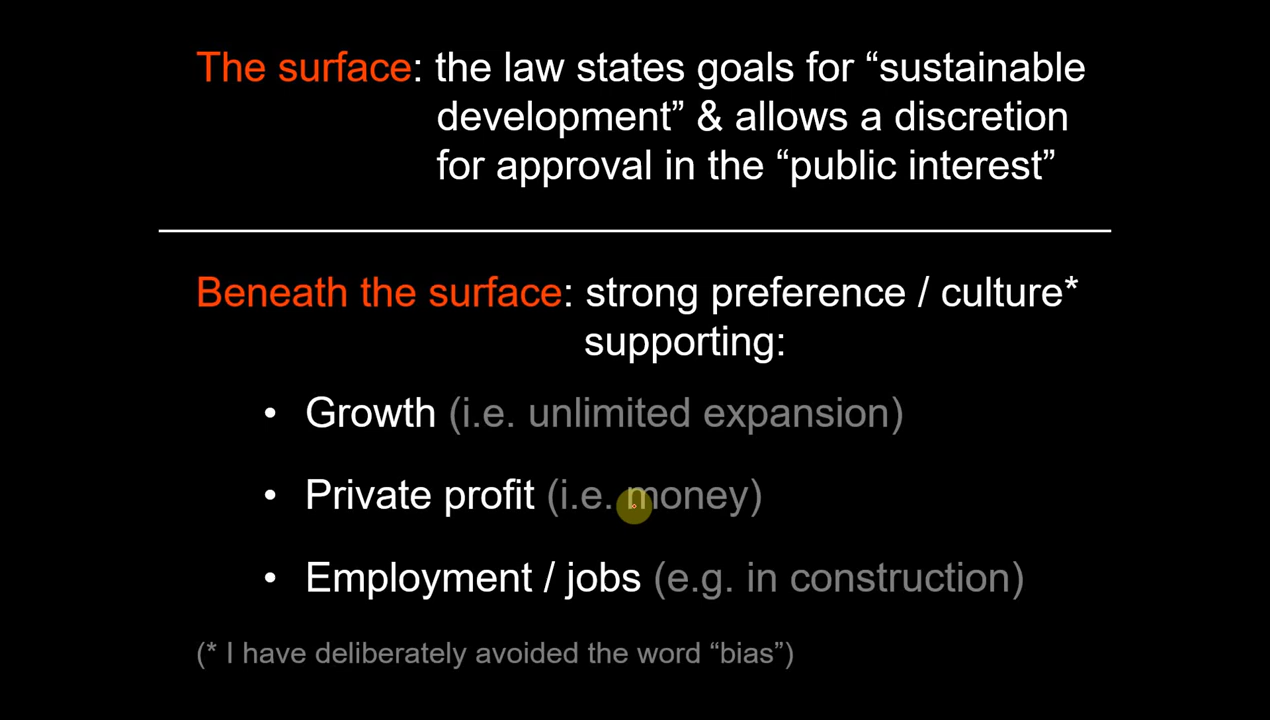 The surface: the law states goals for “sustainable
development” & allows a discretion
for approval in the “public interest”
Beneath the surface: strong preference / culture*
supporting:
• Growth (i.e. unlimited expansion)
• Private profit (i.e. money)
• Employment / jobs (e.g. in construction)
(* I have deliberately avoided the word “bias”)